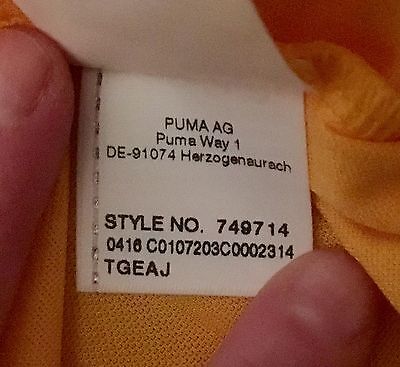 PUMA AG
Puma Way 1
DE-91074 Herzogenaurach
STYLE NO. 749714
0416 C0107203C0002314
TGEAJ